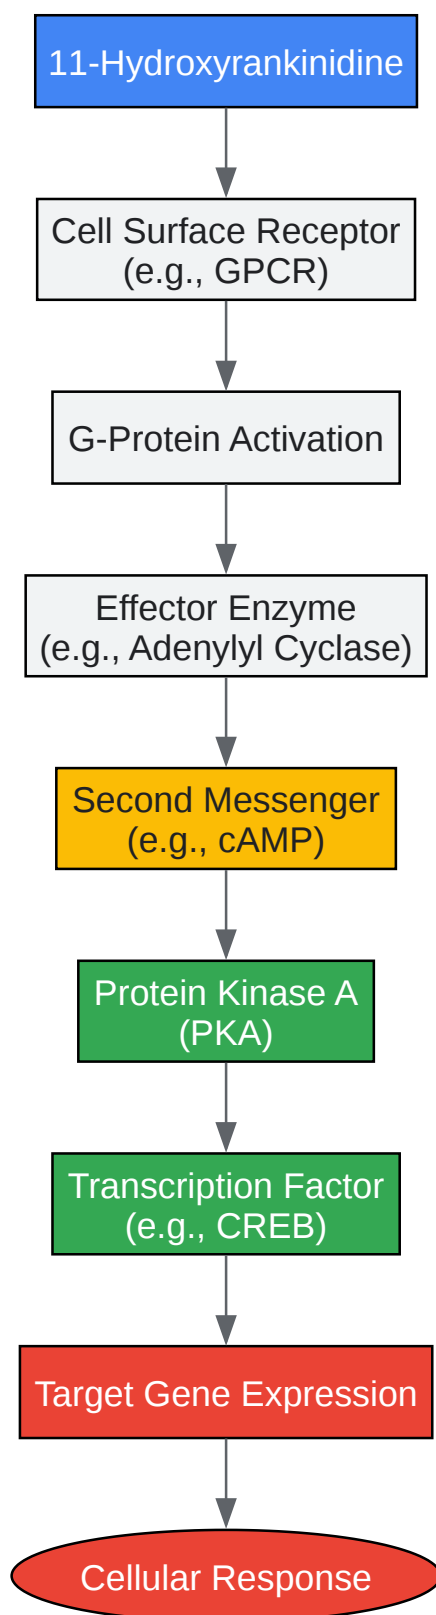 11-Hydroxyrankinidine
Cell Surface Receptor
(e.g., GPCR)
G-Protein Activation
Effector Enzyme
(e.g., Adenylyl Cyclase)
Second Messenger
(e.g., cAMP)
Protein Kinase A
(PKA)
Transcription Factor
(e.g., CREB)
Target Gene Expression
Cellular Response